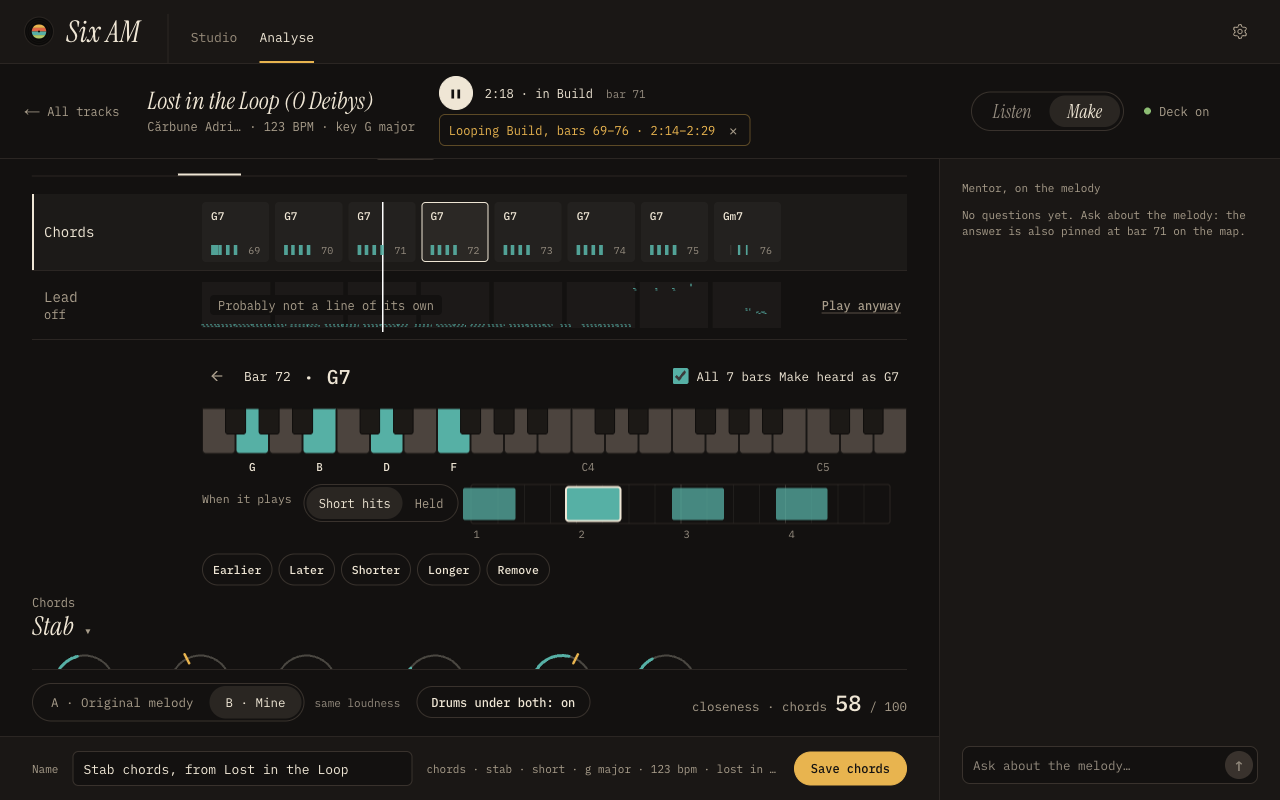 Six AM
Studio
Analyse
← All tracks
Lost in the Loop (O Deibys)
Cărbune Adri… · 123 BPM · key G major
2:18 · in Build bar 71
Looping Build, bars 69–76 · 2:14–2:29 ×
Listen
Make
Deck on
Chords
G7 69
G7 70
G7 71
G7 72
G7 73
G7 74
G7 75
Gm7 76
Lead
off
Probably not a line of its own
Play anyway
← Bar 72 • G7
All 7 bars Make heard as G7
G B D F C4 C5
When it plays
Short hits
Held
1 2 3 4
Earlier
Later
Shorter
Longer
Remove
Chords
Stab ▾
A · Original melody
B · Mine
same loudness
Drums under both: on
closeness · chords 58 / 100
Name
Stab chords, from Lost in the Loop
chords · stab · short · g major · 123 bpm · lost in …
Save chords
Mentor, on the melody
No questions yet. Ask about the melody: the
answer is also pinned at bar 71 on the map.
Ask about the melody…
↑